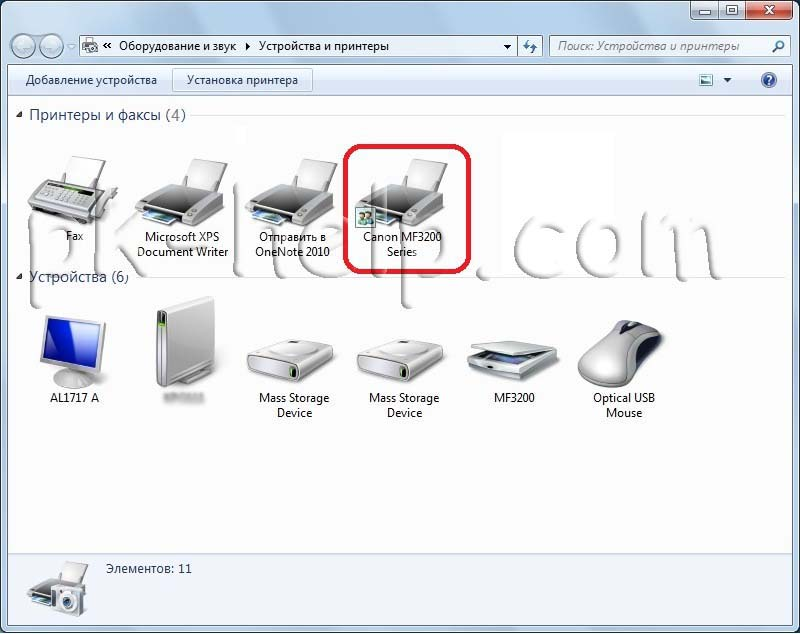 « Оборудование и звук ▸ Устройства и принтеры
Поиск: Устройства и принтеры
Добавление устройства
Установка принтера
Принтеры и факсы (4)
Fax
Microsoft XPS
Document Writer
Отправить в
OneNote 2010
Canon MF3200
Series
pk-help.com
Устройства (6)
AL1717 A
Mass Storage
Device
Mass Storage
Device
MF3200
Optical USB
Mouse
Элементов: 11